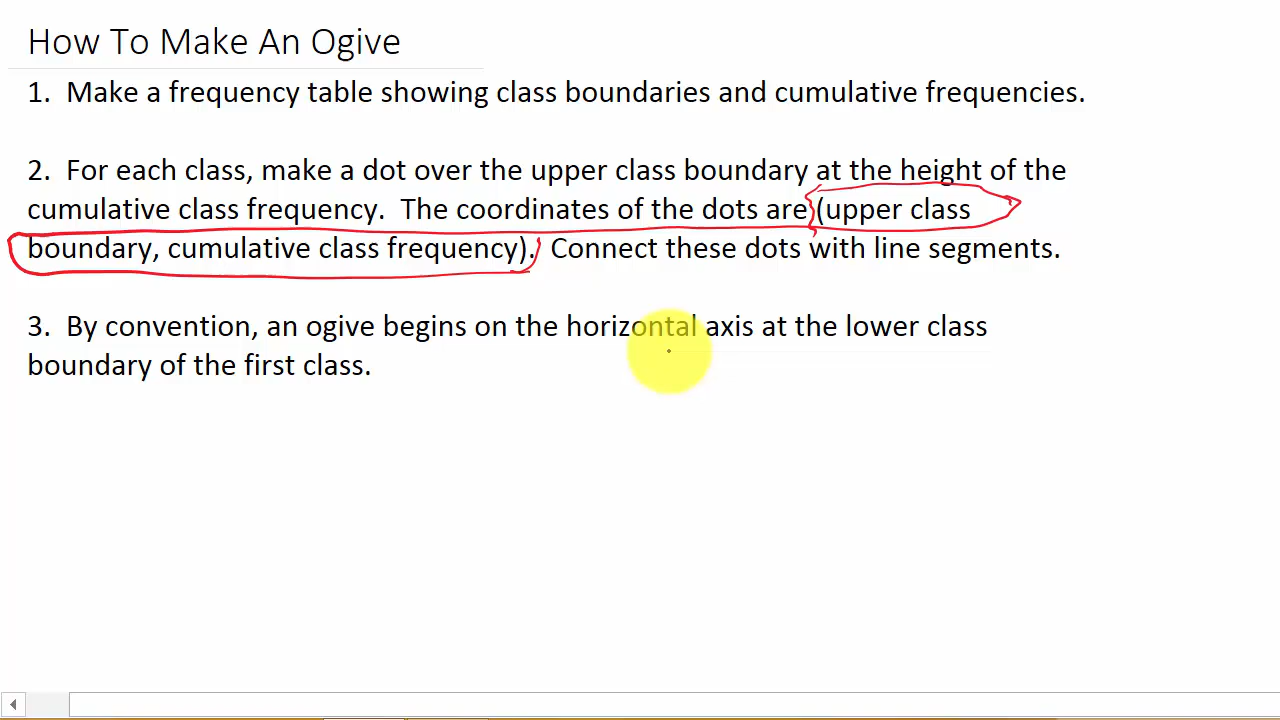 How To Make An Ogive
1. Make a frequency table showing class boundaries and cumulative frequencies.
2. For each class, make a dot over the upper class boundary at the height of the
cumulative class frequency. The coordinates of the dots are (upper class
boundary, cumulative class frequency). Connect these dots with line segments.
3. By convention, an ogive begins on the horizontal axis at the lower class
boundary of the first class.